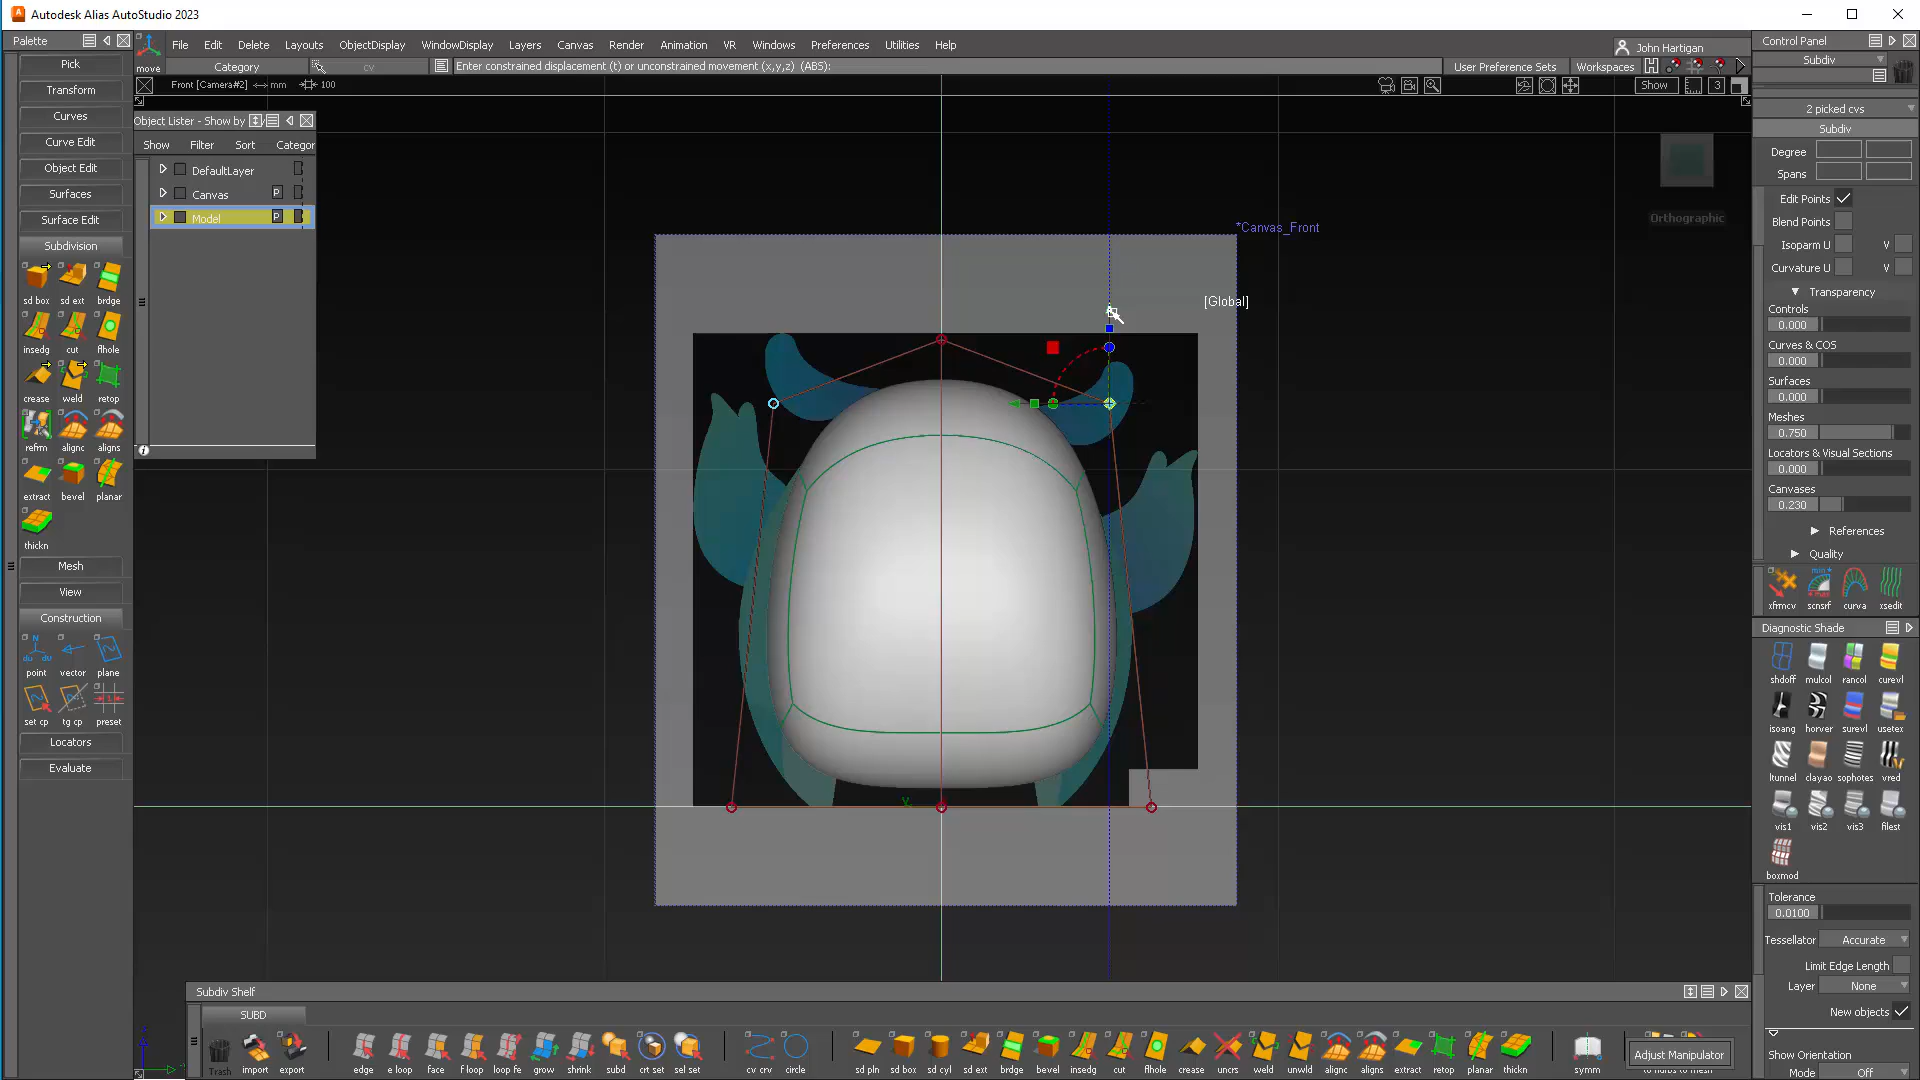 Autodesk Alias AutoStudio 2023
Palette
File Edit Delete Layouts ObjectDisplay WindowDisplay Layers Canvas Render Animation VR Windows Preferences Utilities Help
John Hartigan
Control Panel
move
Category
cv
Enter constrained displacement (t) or unconstrained movement (x,y,z) (ABS):
User Preference Sets
Workspaces
Subdiv
Front [Camera#2] <-> mm 100
Show
3
Pick
Transform
Curves
Curve Edit
Object Edit
Surfaces
Surface Edit
Subdivision
sd box sd ext brdge
insedg cut flhole
crease weld retop
refrm alignc aligns
extract bevel planar
thickn
Mesh
View
Construction
point vector plane
set cp tg cp preset
Locators
Evaluate
Object Lister - Show by
Show Filter Sort Categor
DefaultLayer
Canvas P
Model P
*Canvas_Front
[Global]
Orthographic
2 picked cvs
Subdiv
Degree
Spans
Edit Points
Blend Points
Isoparm U V
Curvature U V
Transparency
Controls
0.000
Curves & COS
0.000
Surfaces
0.000
Meshes
0.750
Locators & Visual Sections
0.000
Canvases
0.230
References
Quality
xfrmcv scnsrf curva xsedit
Diagnostic Shade
shdoff mulcol rancol curevl
isoang horver surevl usetex
ltunnel clayao sophotes vred
vis1 vis2 vis3 filest
boxmod
Tolerance
0.0100
Tessellator Accurate
Limit Edge Length
Layer None
New objects
Show Orientation
Mode Off
Subdiv Shelf
SUBD
Trash import export edge e loop face f loop loop fe grow shrink subd crt set sel set cv crv circle sd pln sd box sd cyl sd ext brdge bevel insedg cut flhole crease uncrs weld unwld alignc aligns extract retop planar thickn symm
Adjust Manipulator